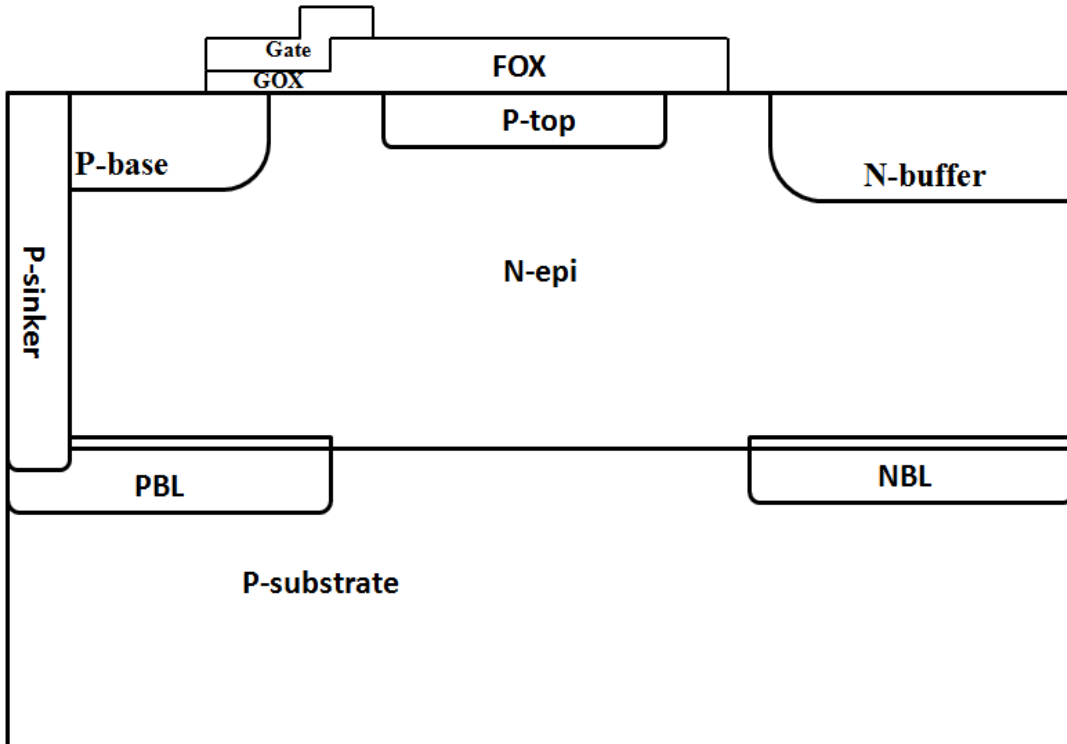 Gate
GOX
FOX
P-top
P-base
N-buffer
P-sinker
N-epi
PBL
NBL
P-substrate